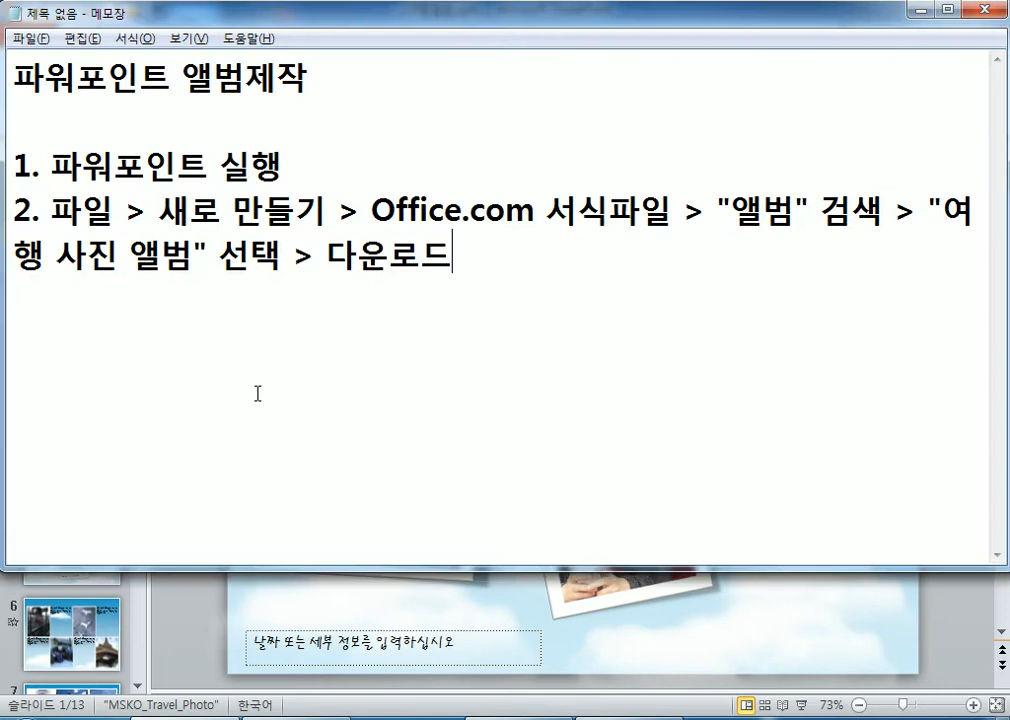 제목 없음 - 메모장
파일(F) 편집(E) 서식(O) 보기(V) 도움말(H)
파워포인트 앨범제작
1. 파워포인트 실행
2. 파일 > 새로 만들기 > Office.com 서식파일 > "앨범" 검색 > "여
행 사진 앨범" 선택 > 다운로드
6
날짜 또는 세부 정보를 입력하십시오
7
슬라이드 1/13 "MSKO_Travel_Photo" 한국어 73%